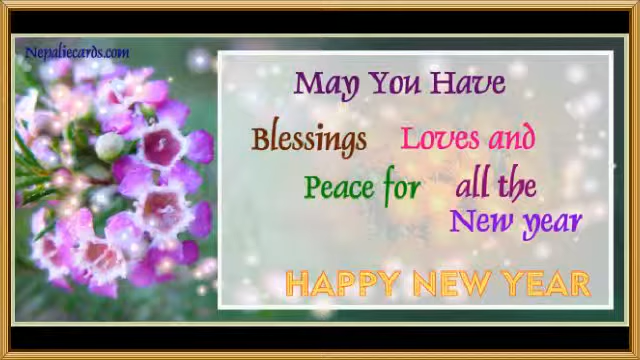 Nepaliecards.com
May You Have
Blessings Loves and
Peace for all the
New year
HAPPY NEW YEAR